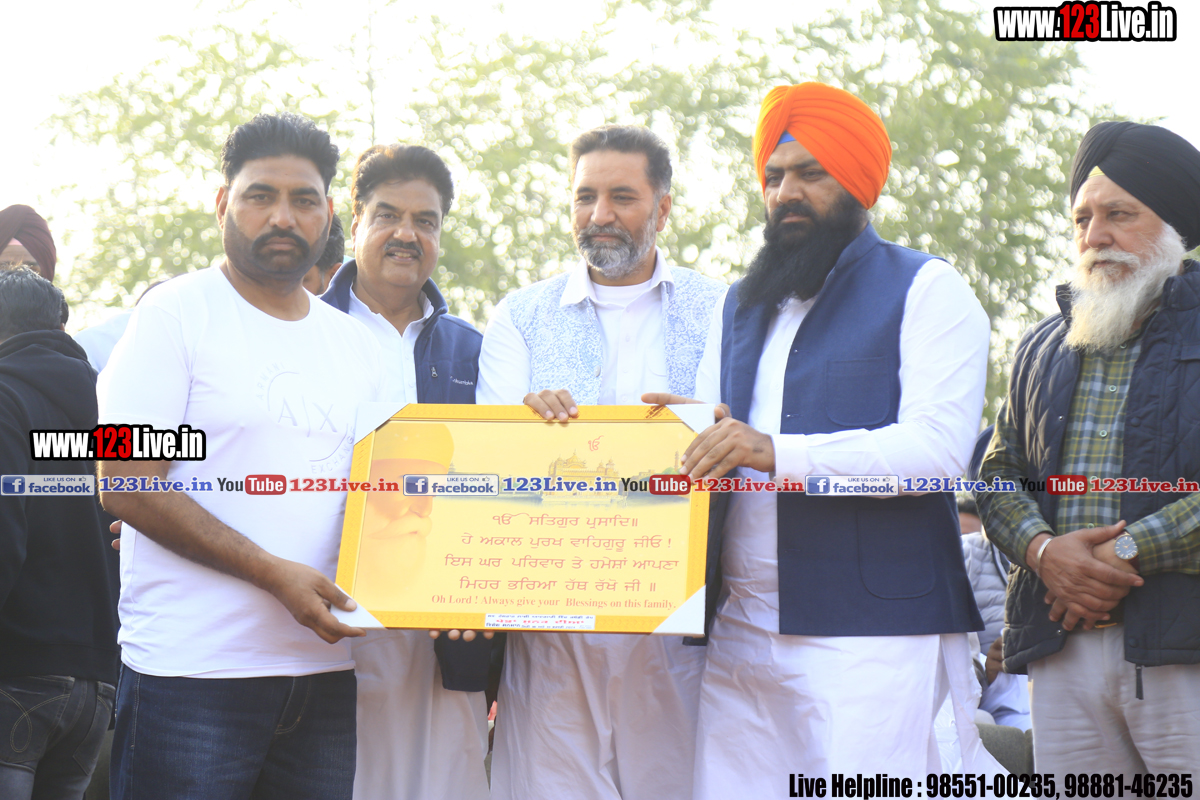 www.123Live.in
A|X
EXCHANGE
www.123Live.in
LIKE US ON
facebook 123Live.in YouTube 123Live.in LIKE US ON facebook 123Live.in YouTube 123Live.in LIKE US ON facebook 123Live.in YouTube 123Live.in
ੴ
ੴ ਸਤਿਗੁਰ ਪ੍ਰਸਾਦਿ॥
ਹੇ ਅਕਾਲ ਪੁਰਖ ਵਾਹਿਗੁਰੂ ਜੀਓ !
ਇਸ ਘਰ ਪਰਿਵਾਰ ਤੇ ਹਮੇਸ਼ਾਂ ਆਪਣਾ
ਮਿਹਰ ਭਰਿਆ ਹੱਥ ਰੱਖੋ ਜੀ ॥
Oh Lord ! Always give your Blessings on this family.
Live Helpline : 98551-00235, 98881-46235